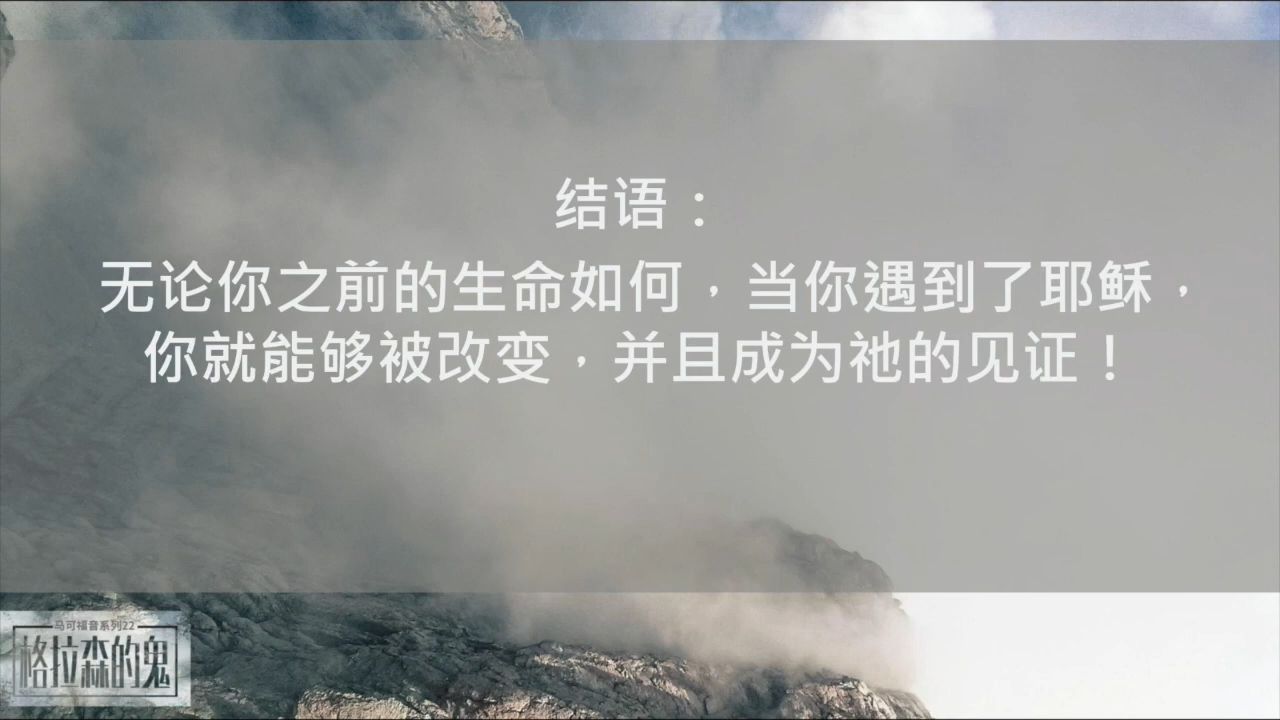 结语：
无论你之前的生命如何，当你遇到了耶稣，
你就能够被改变，并且成为祂的见证！
马可福音系列22
格拉森的鬼